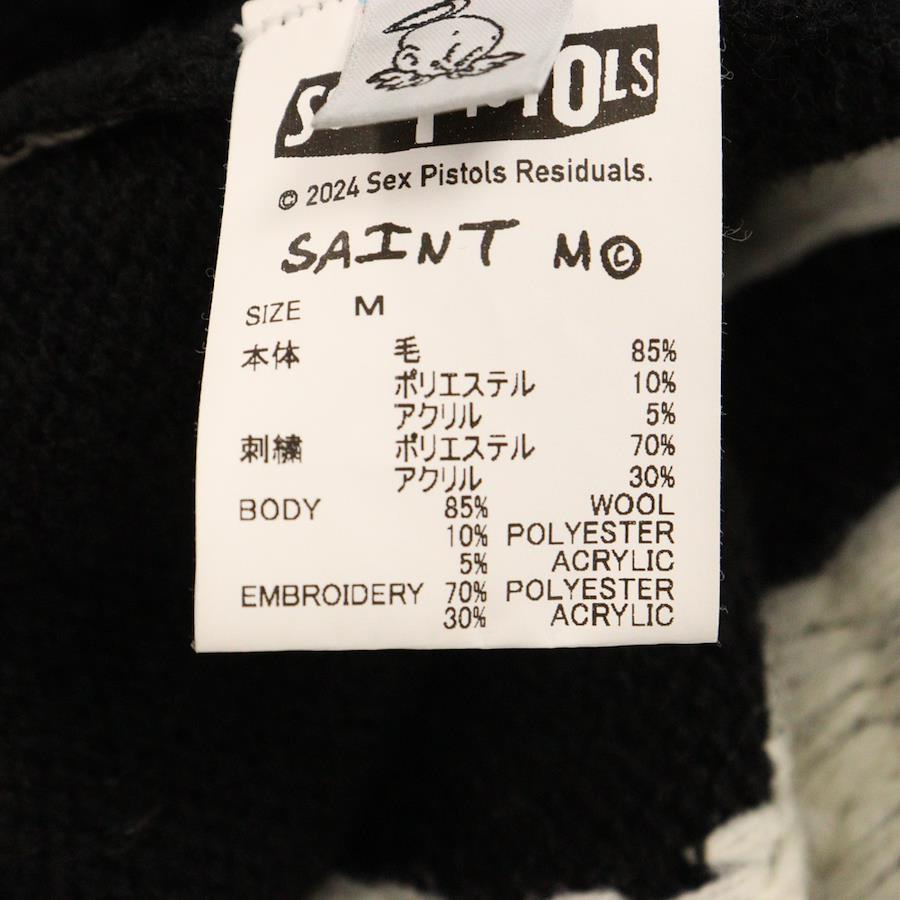 PISTOLS
© 2024 Sex Pistols Residuals.
SAINT M©
SIZE M
本体 毛 85%
ポリエステル 10%
アクリル 5%
刺繍 ポリエステル 70%
アクリル 30%
BODY 85% WOOL
10% POLYESTER
5% ACRYLIC
EMBROIDERY 70% POLYESTER
30% ACRYLIC